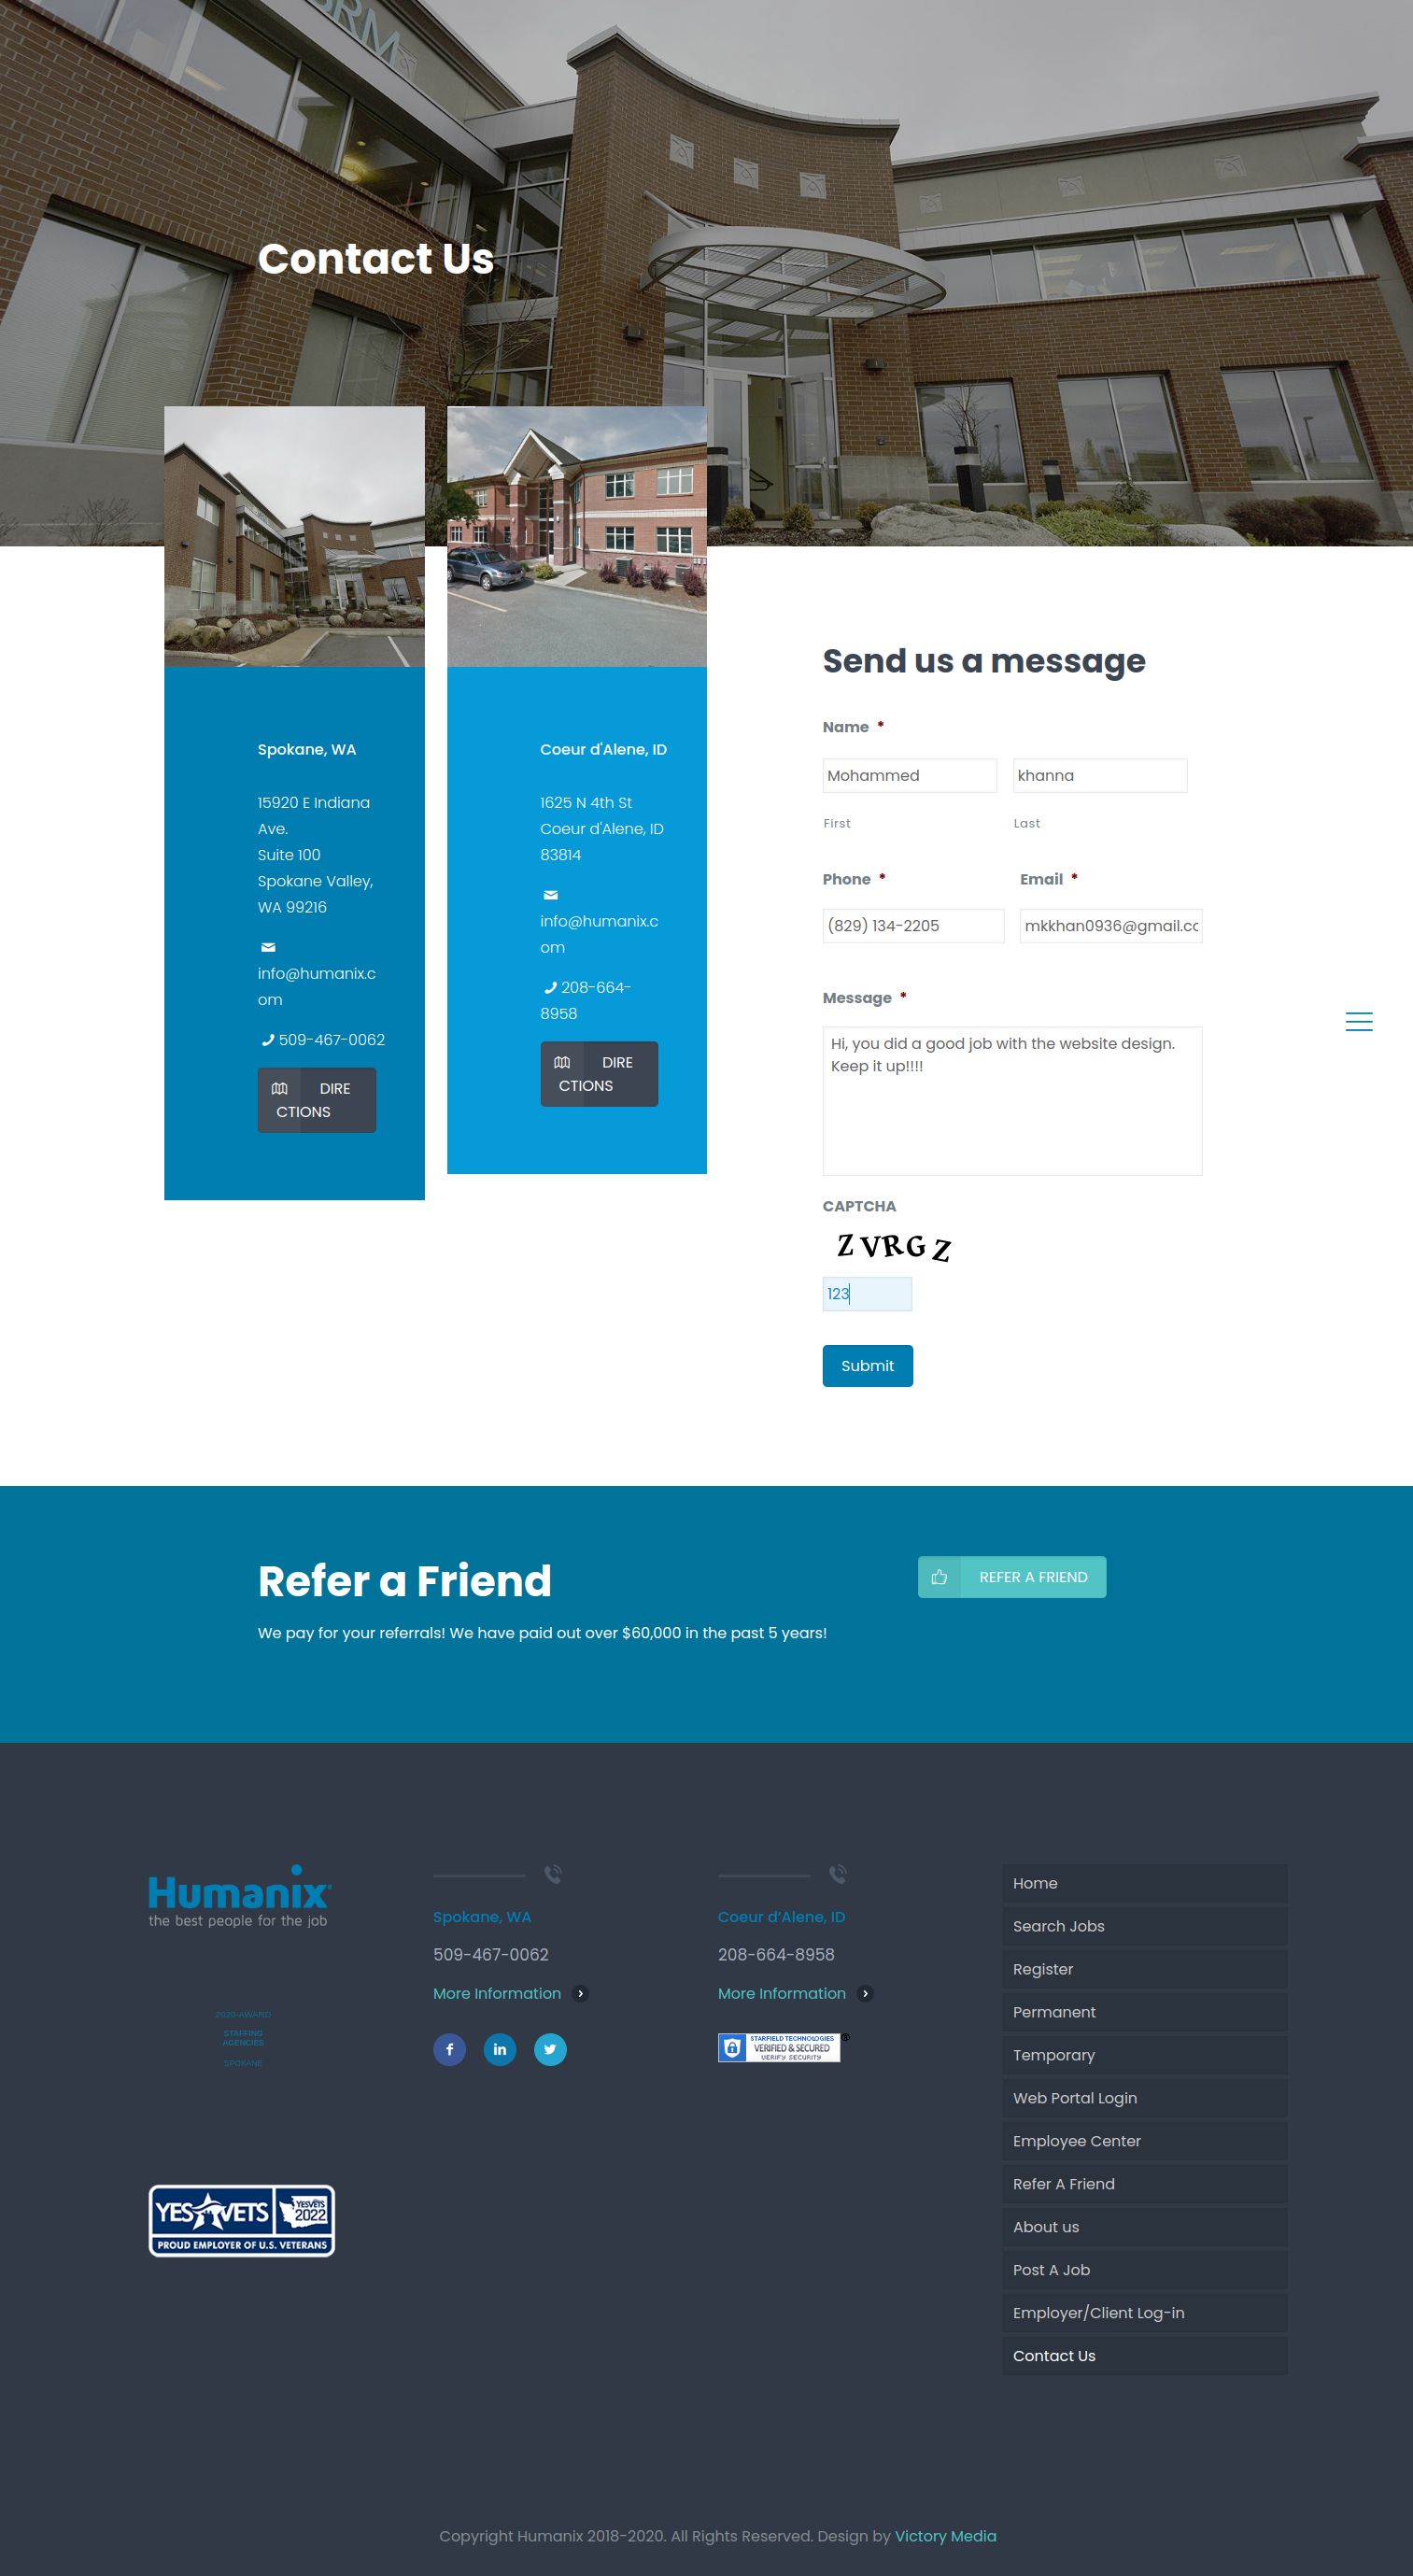 Contact Us
Spokane, WA
15920 E Indiana
Ave.
Suite 100
Spokane Valley,
WA 99216
info@humanix.c
om
509-467-0062
DIRE
CTIONS
Coeur d'Alene, ID
1625 N 4th St
Coeur d'Alene, ID
83814
info@humanix.c
om
208-664-
8958
DIRE
CTIONS
Send us a message
Name *
Mohammed khanna
First Last
Phone * Email *
(829) 134-2205 mkkhan0936@gmail.cc
Message *
Hi, you did a good job with the website design.
Keep it up!!!!
CAPTCHA
ZVRGZ
123
Submit
Refer a Friend
REFER A FRIEND
We pay for your referrals! We have paid out over $60,000 in the past 5 years!
Humanix
the best people for the job
2020-AWARD
STAFFING
AGENCIES
SPOKANE
YES VETS
YESVETS
2022
PROUD EMPLOYER OF U.S. VETERANS
Spokane, WA
509-467-0062
More Information
Coeur d’Alene, ID
208-664-8958
More Information
STARFIELD TECHNOLOGIES
VERIFIED & SECURED
VERIFY SECURITY
Home
Search Jobs
Register
Permanent
Temporary
Web Portal Login
Employee Center
Refer A Friend
About us
Post A Job
Employer/Client Log-in
Contact Us
Copyright Humanix 2018-2020. All Rights Reserved. Design by Victory Media